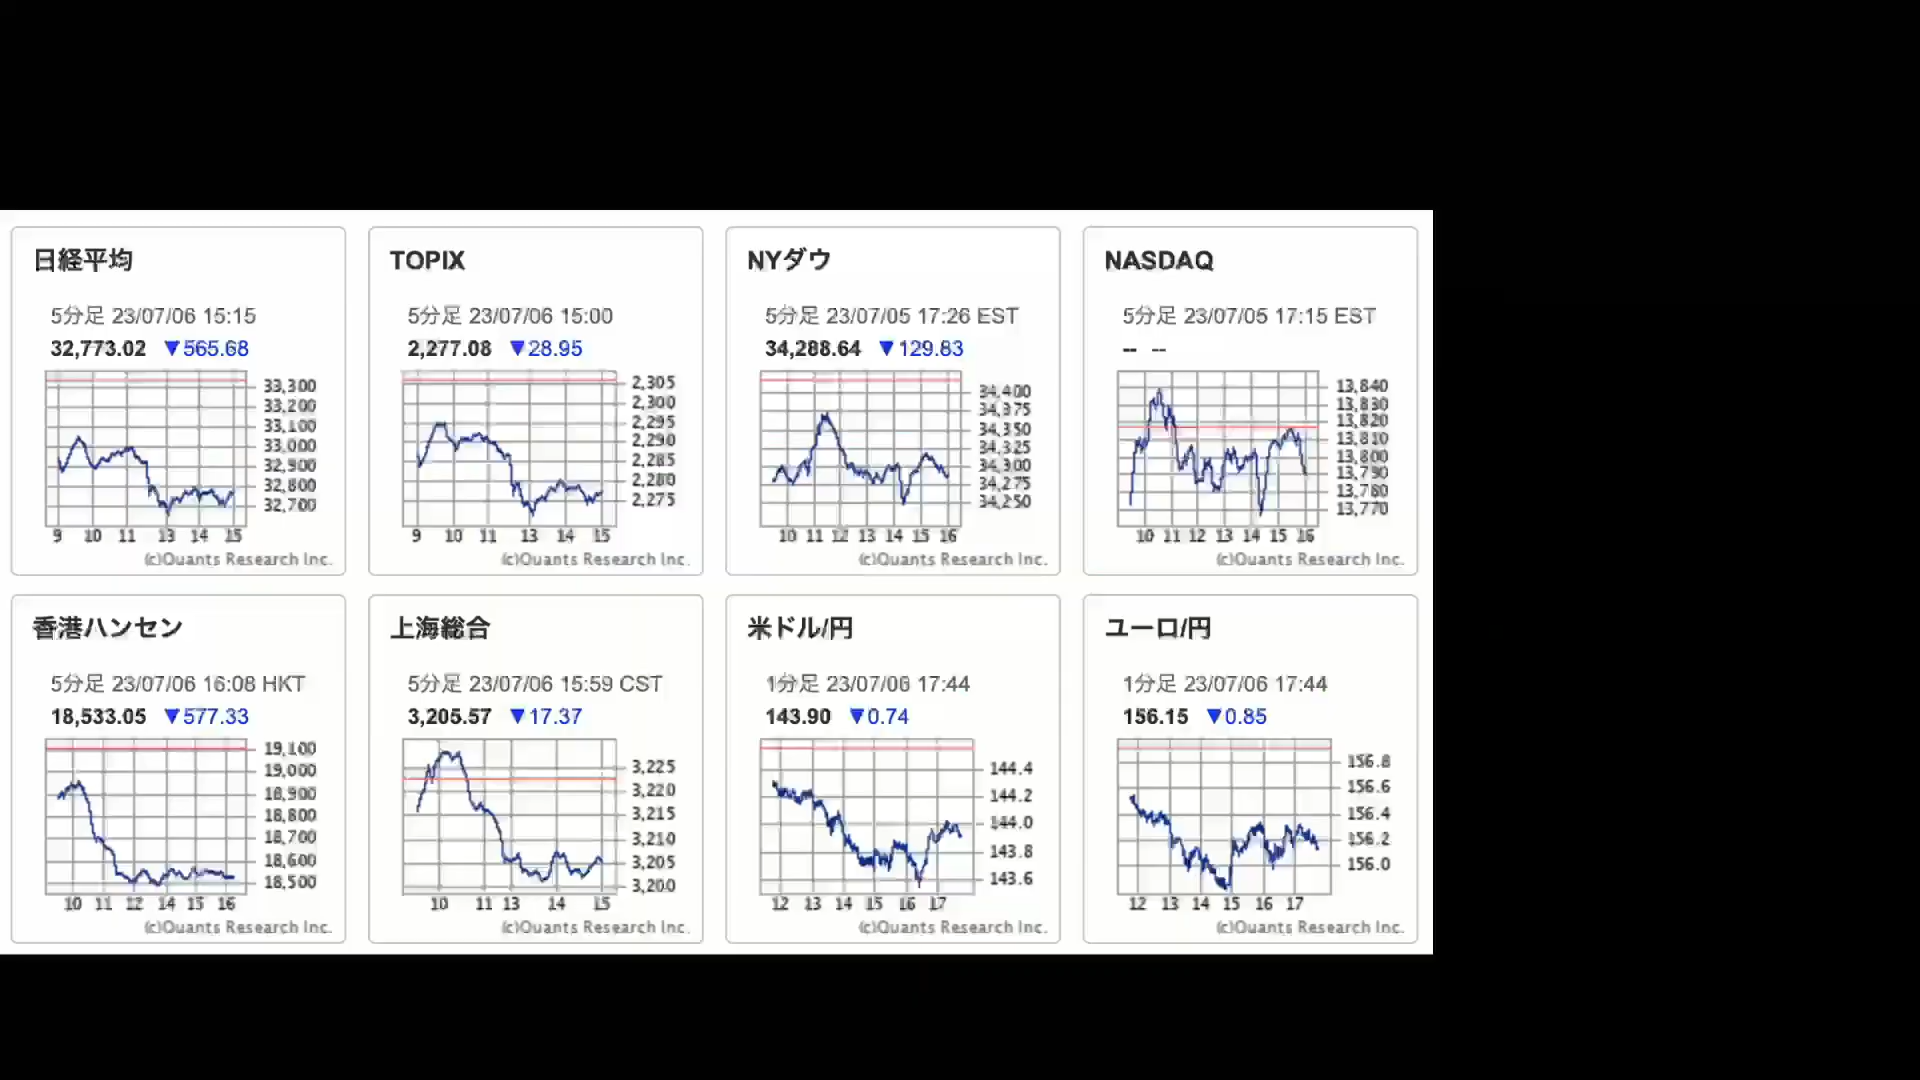 日経平均
5分足 23/07/06 15:15
32,773.02 ▼565.68
33,300
33,200
33,100
33,000
32,900
32,800
32,700
9 10 11 13 14 15
(c)Quants Research Inc.
TOPIX
5分足 23/07/06 15:00
2,277.08 ▼28.95
2,305
2,300
2,295
2,290
2,285
2,280
2,275
9 10 11 13 14 15
(c)Quants Research Inc.
NYダウ
5分足 23/07/05 17:26 EST
34,288.64 ▼129.83
34,400
34,375
34,350
34,325
34,300
34,275
34,250
10 11 12 13 14 15 16
(c)Quants Research Inc.
NASDAQ
5分足 23/07/05 17:15 EST
-- --
13,840
13,830
13,820
13,810
13,800
13,790
13,780
13,770
10 11 12 13 14 15 16
(c)Quants Research Inc.
香港ハンセン
5分足 23/07/06 16:08 HKT
18,533.05 ▼577.33
19,100
19,000
18,900
18,800
18,700
18,600
18,500
10 11 12 14 15 16
(c)Quants Research Inc.
上海総合
5分足 23/07/06 15:59 CST
3,205.57 ▼17.37
3,225
3,220
3,215
3,210
3,205
3,200
10 11 13 14 15
(c)Quants Research Inc.
米ドル/円
1分足 23/07/06 17:44
143.90 ▼0.74
144.4
144.2
144.0
143.8
143.6
12 13 14 15 16 17
(c)Quants Research Inc.
ユーロ/円
1分足 23/07/06 17:44
156.15 ▼0.85
156.8
156.6
156.4
156.2
156.0
12 13 14 15 16 17
(c)Quants Research Inc.